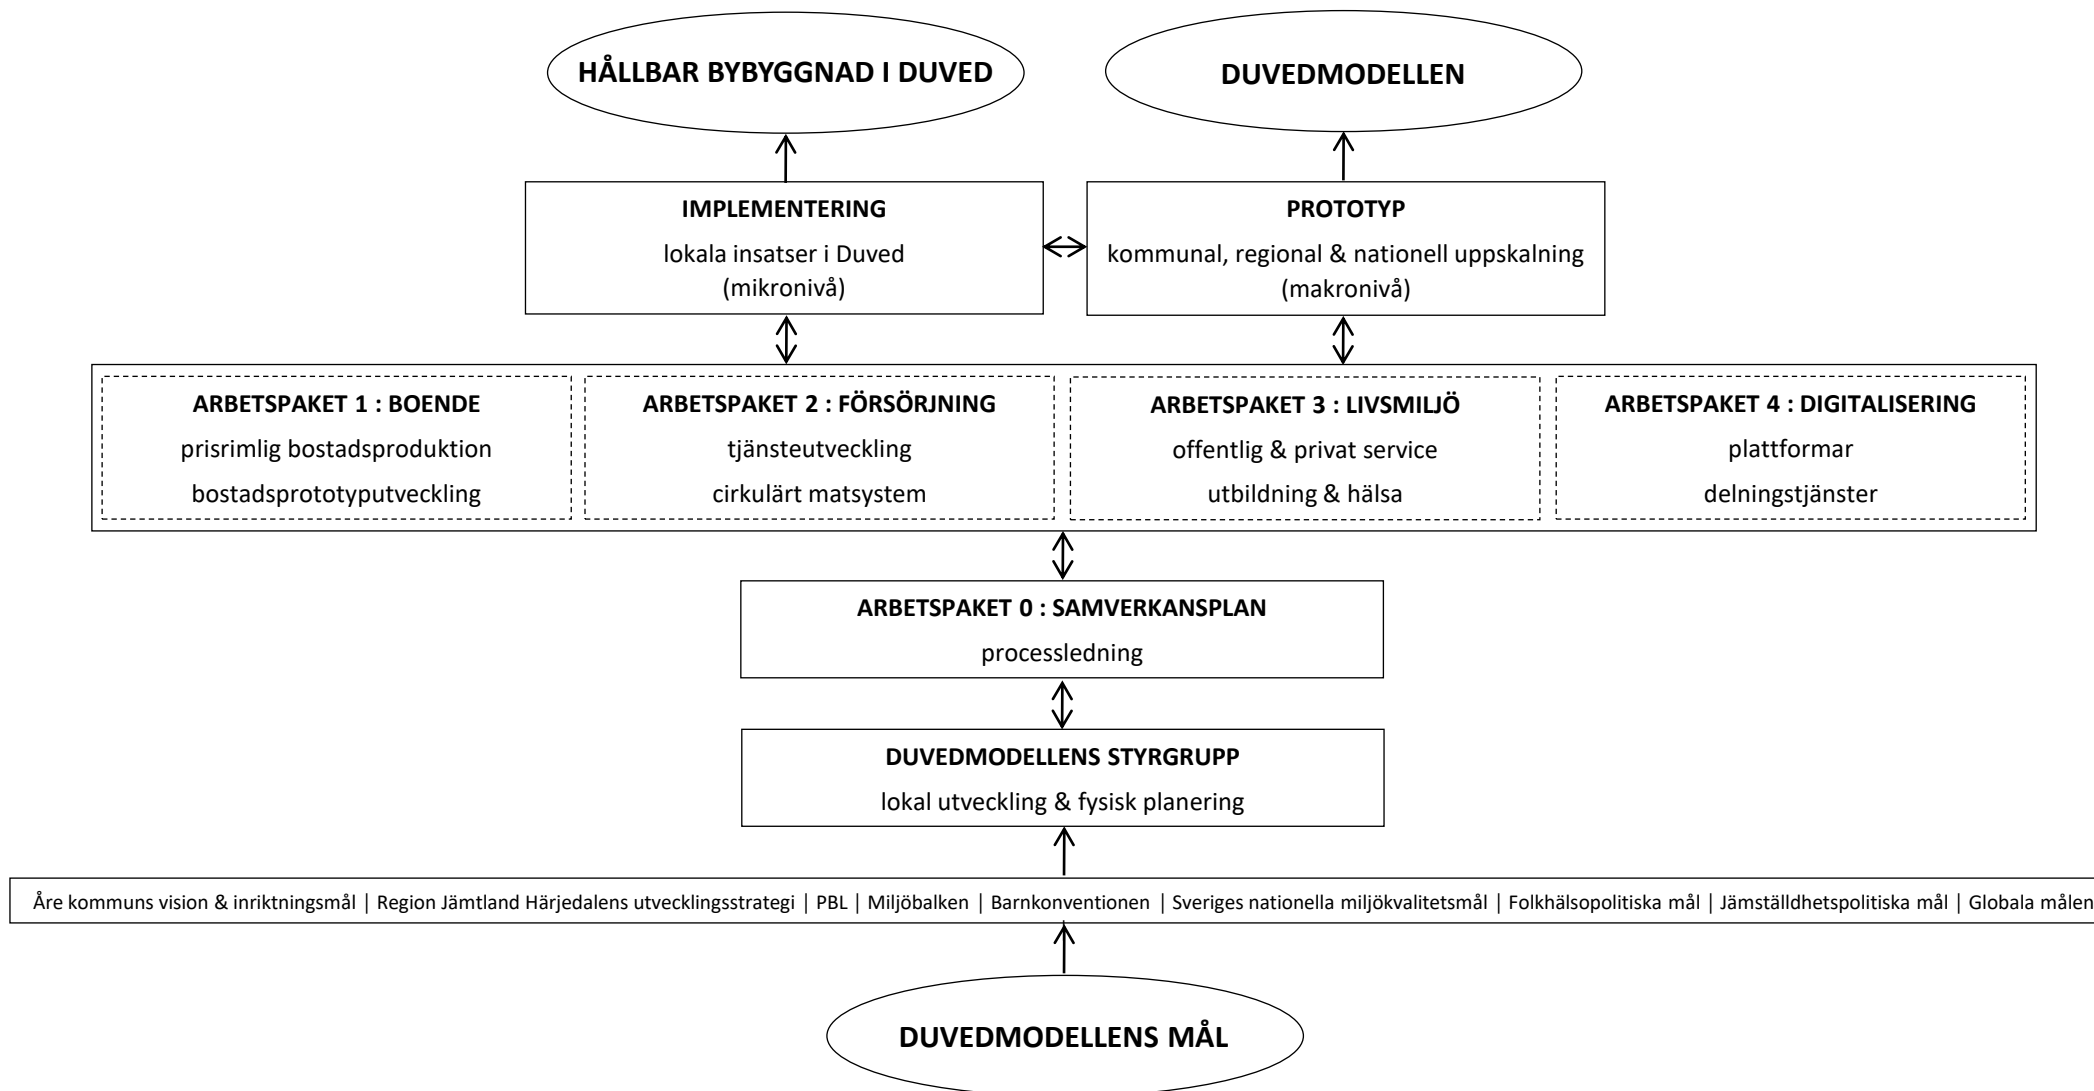 HÅLLBAR BYBYGGNAD I DUVED
DUVEDMODELLEN
IMPLEMENTERING
lokala insatser i Duved
(mikronivå)
PROTOTYP
kommunal, regional & nationell uppskalning
(makronivå)
ARBETSPAKET 1 : BOENDE
prisrimlig bostadsproduktion
bostadsprototyputveckling
ARBETSPAKET 2 : FÖRSÖRJNING
tjänsteutveckling
cirkulärt matsystem
ARBETSPAKET 3 : LIVSMILJÖ
offentlig & privat service
utbildning & hälsa
ARBETSPAKET 4 : DIGITALISERING
plattformar
delningstjänster
ARBETSPAKET 0 : SAMVERKANSPLAN
processledning
DUVEDMODELLENS STYRGRUPP
lokal utveckling & fysisk planering
Åre kommuns vision & inriktningsmål | Region Jämtland Härjedalens utvecklingsstrategi | PBL | Miljöbalken | Barnkonventionen | Sveriges nationella miljökvalitetsmål | Folkhälsopolitiska mål | Jämställdhetspolitiska mål | Globala målen
DUVEDMODELLENS MÅL